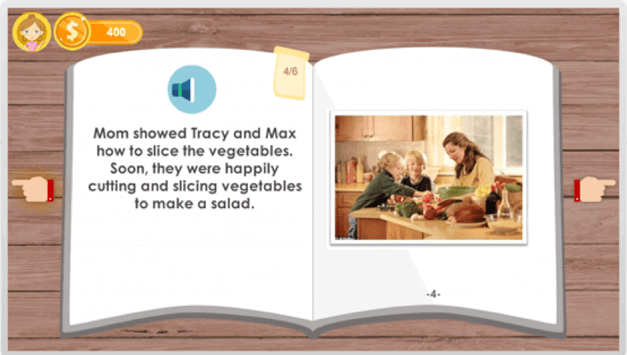 400
4/6
Mom showed Tracy and Max
how to slice the vegetables.
Soon, they were happily
cutting and slicing vegetables
to make a salad.
-4-